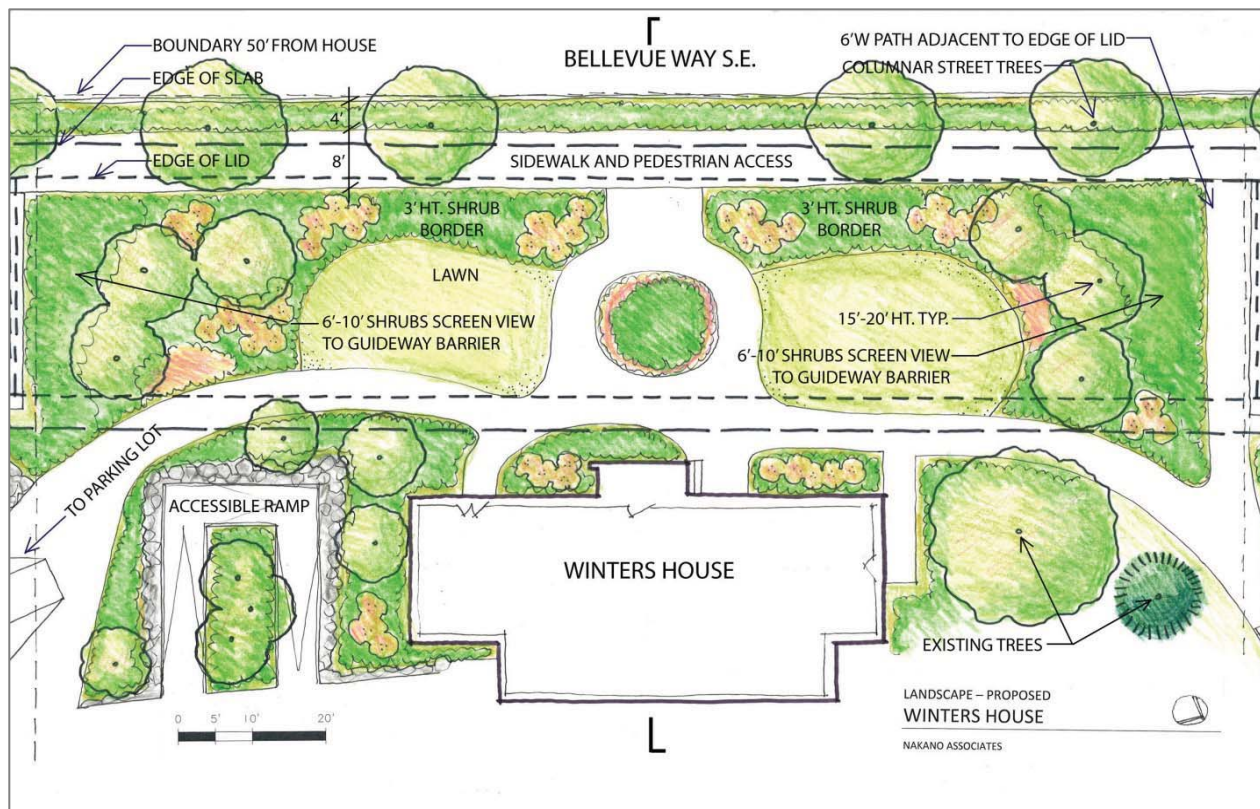 BOUNDARY 50' FROM HOUSE
BELLEVUE WAY S.E.
6'W PATH ADJACENT TO EDGE OF LID
EDGE OF SLAB
COLUMNAR STREET TREES
4'
EDGE OF LID
8'
SIDEWALK AND PEDESTRIAN ACCESS
3' HT. SHRUB
BORDER
3' HT. SHRUB
BORDER
LAWN
6'-10' SHRUBS SCREEN VIEW
TO GUIDEWAY BARRIER
15'-20' HT. TYP.
6'-10' SHRUBS SCREEN VIEW
TO GUIDEWAY BARRIER
TO PARKING LOT
ACCESSIBLE RAMP
WINTERS HOUSE
EXISTING TREES
0 5' 10' 20'
LANDSCAPE – PROPOSED
WINTERS HOUSE
NAKANO ASSOCIATES